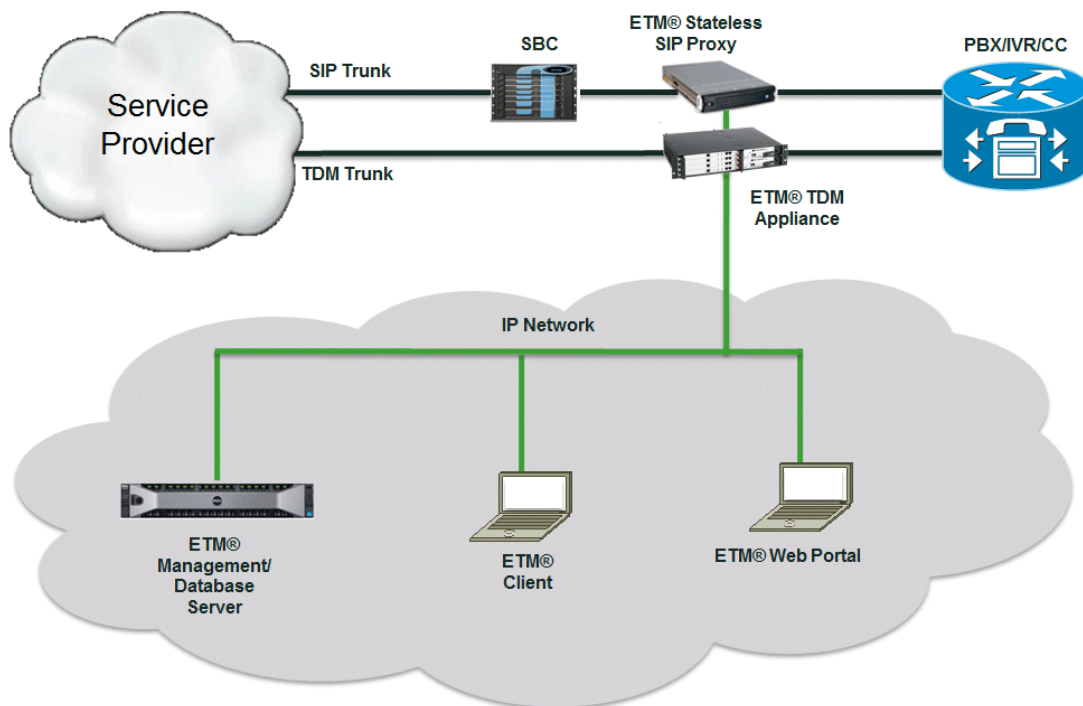 ETM® Stateless
SIP Proxy
SBC
PBX/IVR/CC
SIP Trunk
Service
Provider
TDM Trunk
ETM® TDM
Appliance
IP Network
ETM®
Management/
Database
Server
ETM®
Client
ETM® Web Portal